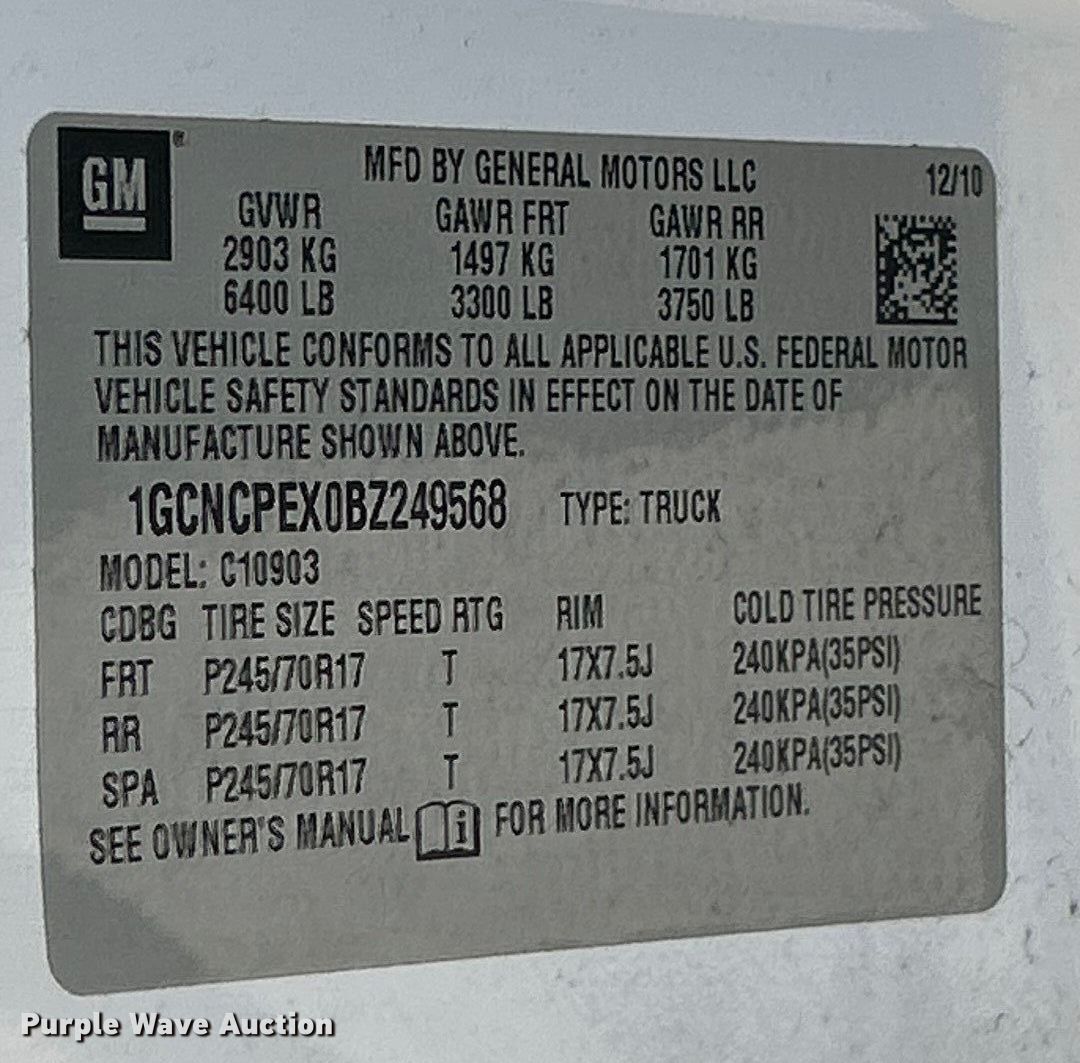 GM ®
MFD BY GENERAL MOTORS LLC 12/10
GVWR GAWR FRT GAWR RR
2903 KG 1497 KG 1701 KG
6400 LB 3300 LB 3750 LB
THIS VEHICLE CONFORMS TO ALL APPLICABLE U.S. FEDERAL MOTOR
VEHICLE SAFETY STANDARDS IN EFFECT ON THE DATE OF
MANUFACTURE SHOWN ABOVE.
1GCNCPEX0BZ249568 TYPE: TRUCK
MODEL: C10903
CDBG TIRE SIZE SPEED RTG RIM COLD TIRE PRESSURE
FRT P245/70R17 T 17X7.5J 240KPA(35PSI)
RR P245/70R17 T 17X7.5J 240KPA(35PSI)
SPA P245/70R17 T 17X7.5J 240KPA(35PSI)
SEE OWNER'S MANUAL i FOR MORE INFORMATION.
Purple Wave Auction